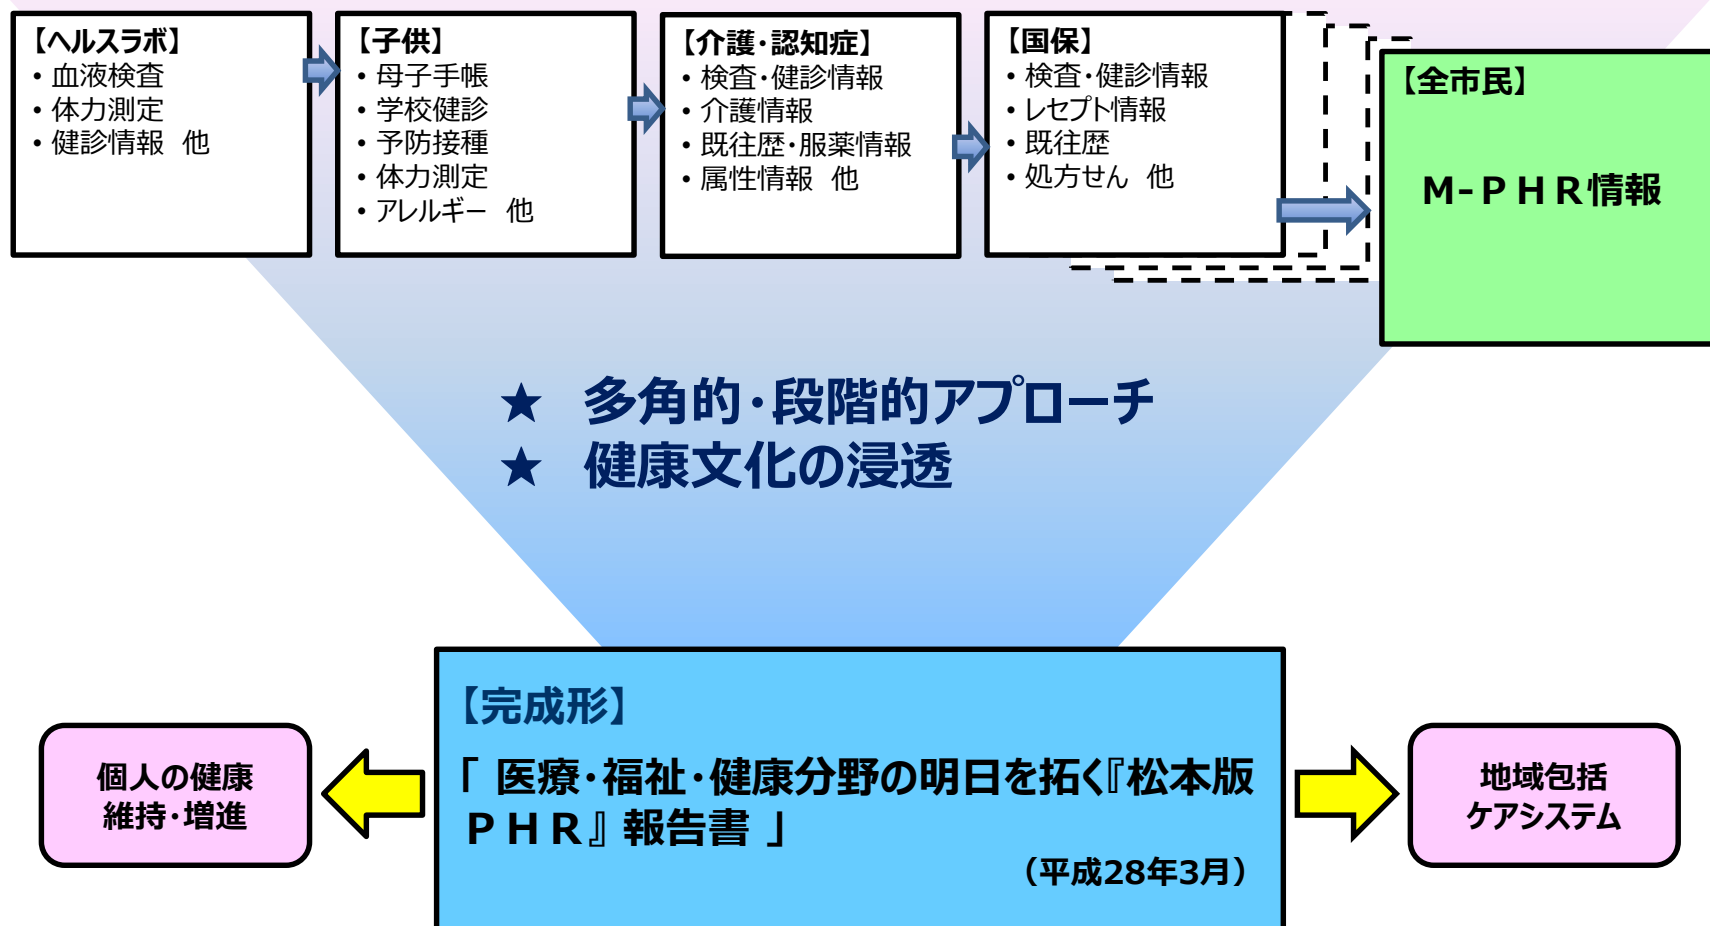 【ヘルスラボ】
・血液検査
・体力測定
・健診情報 他
【子供】
・母子手帳
・学校健診
・予防接種
・体力測定
・アレルギー 他
【介護・認知症】
・検査・健診情報
・介護情報
・既往歴・服薬情報
・属性情報 他
【国保】
・検査・健診情報
・レセプト情報
・既往歴
・処方せん 他
【全市民】
M-ＰＨＲ情報
★ 多角的・段階的アプローチ
★ 健康文化の浸透
【完成形】
「 医療・福祉・健康分野の明日を拓く『松本版
ＰＨＲ』 報告書 」
（平成28年3月）
個人の健康
維持・増進
地域包括
ケアシステム